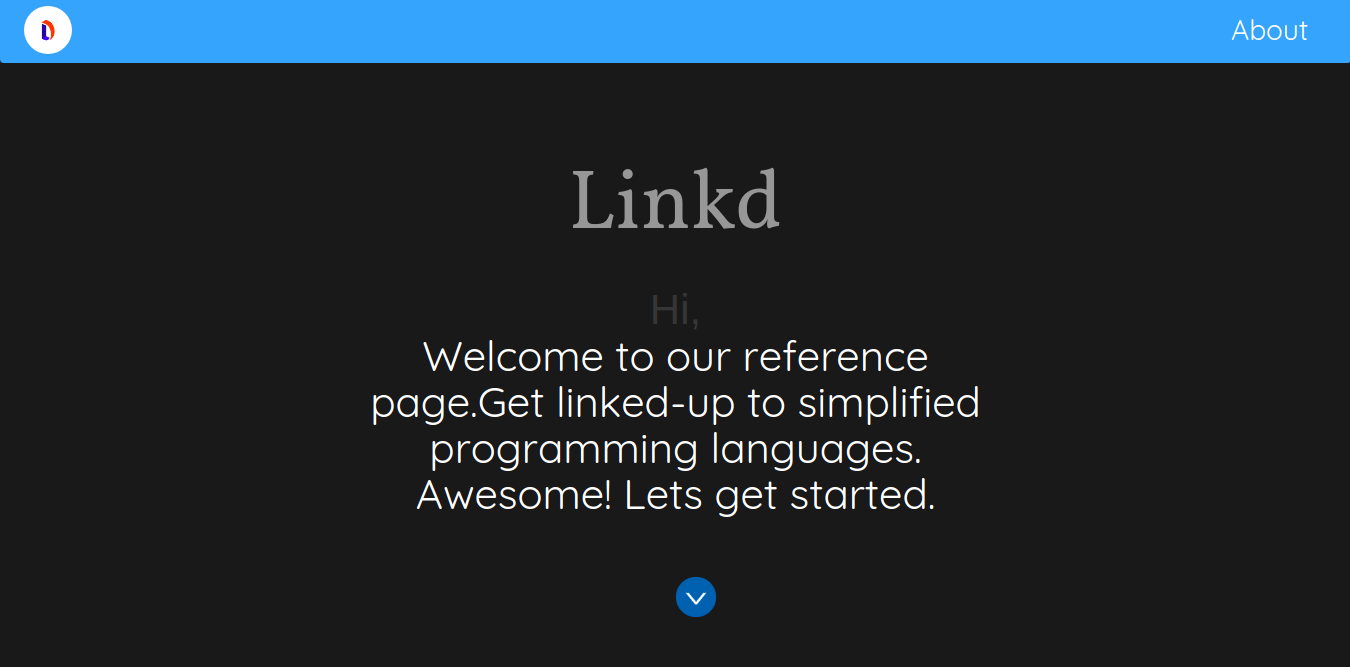 About
Linkd
Hi,
Welcome to our reference
page.Get linked-up to simplified
programming languages.
Awesome! Lets get started.